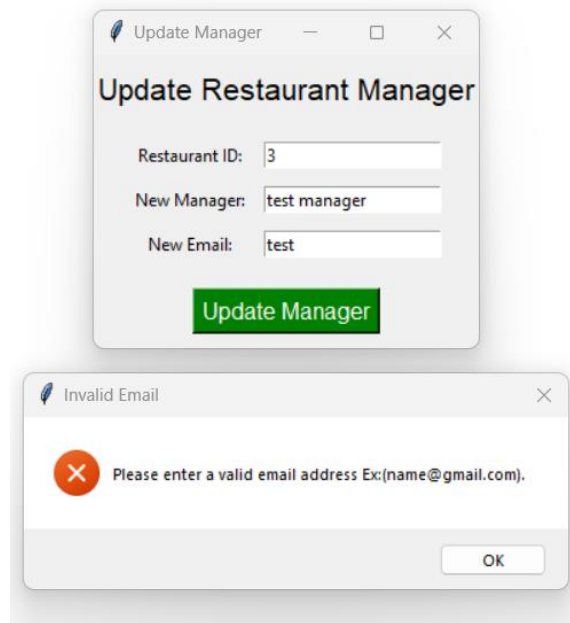 Update Manager
Update Restaurant Manager
Restaurant ID: 3
New Manager: test manager
New Email: test
Update Manager
Invalid Email
Please enter a valid email address Ex:(name@gmail.com).
OK